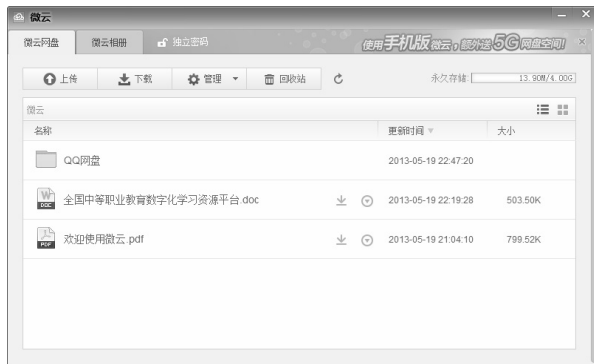 微云
微云网盘 微云相册 独立密码 使用手机版微云，额外送5G网盘空间!
上传 下载 管理 回收站 永久存储: 13.90M/4.00G
微云
名称 更新时间 大小
QQ网盘 2013-05-19 22:47:20
全国中等职业教育数字化学习资源平台.doc 2013-05-19 22:19:28 503.50K
欢迎使用微云.pdf 2013-05-19 21:04:10 799.52K
W
DOC
PDF